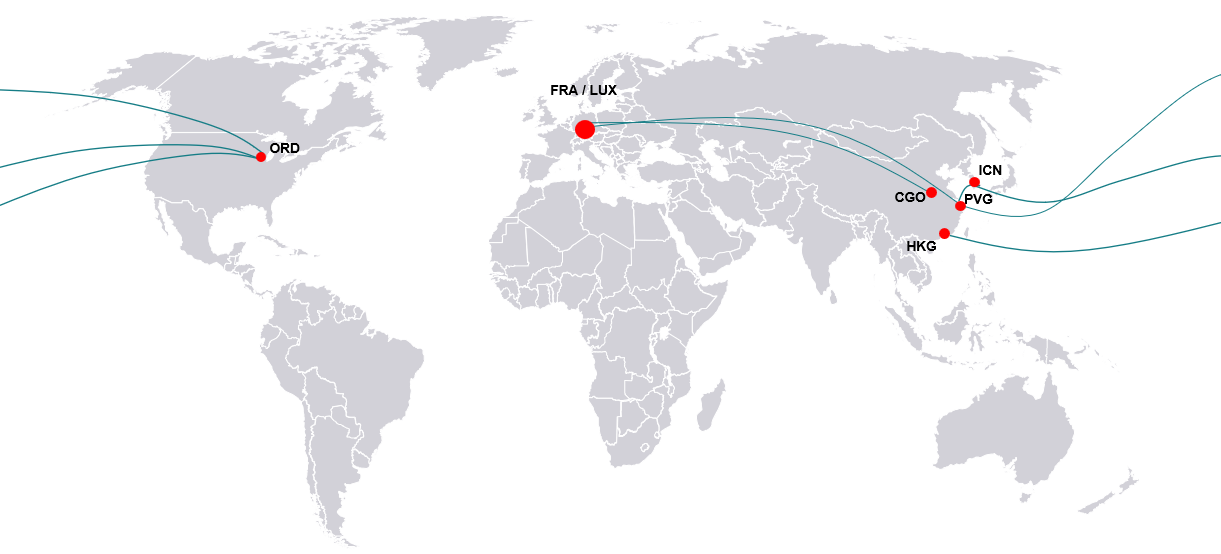 FRA / LUX
ORD
ICN
CGO
PVG
HKG